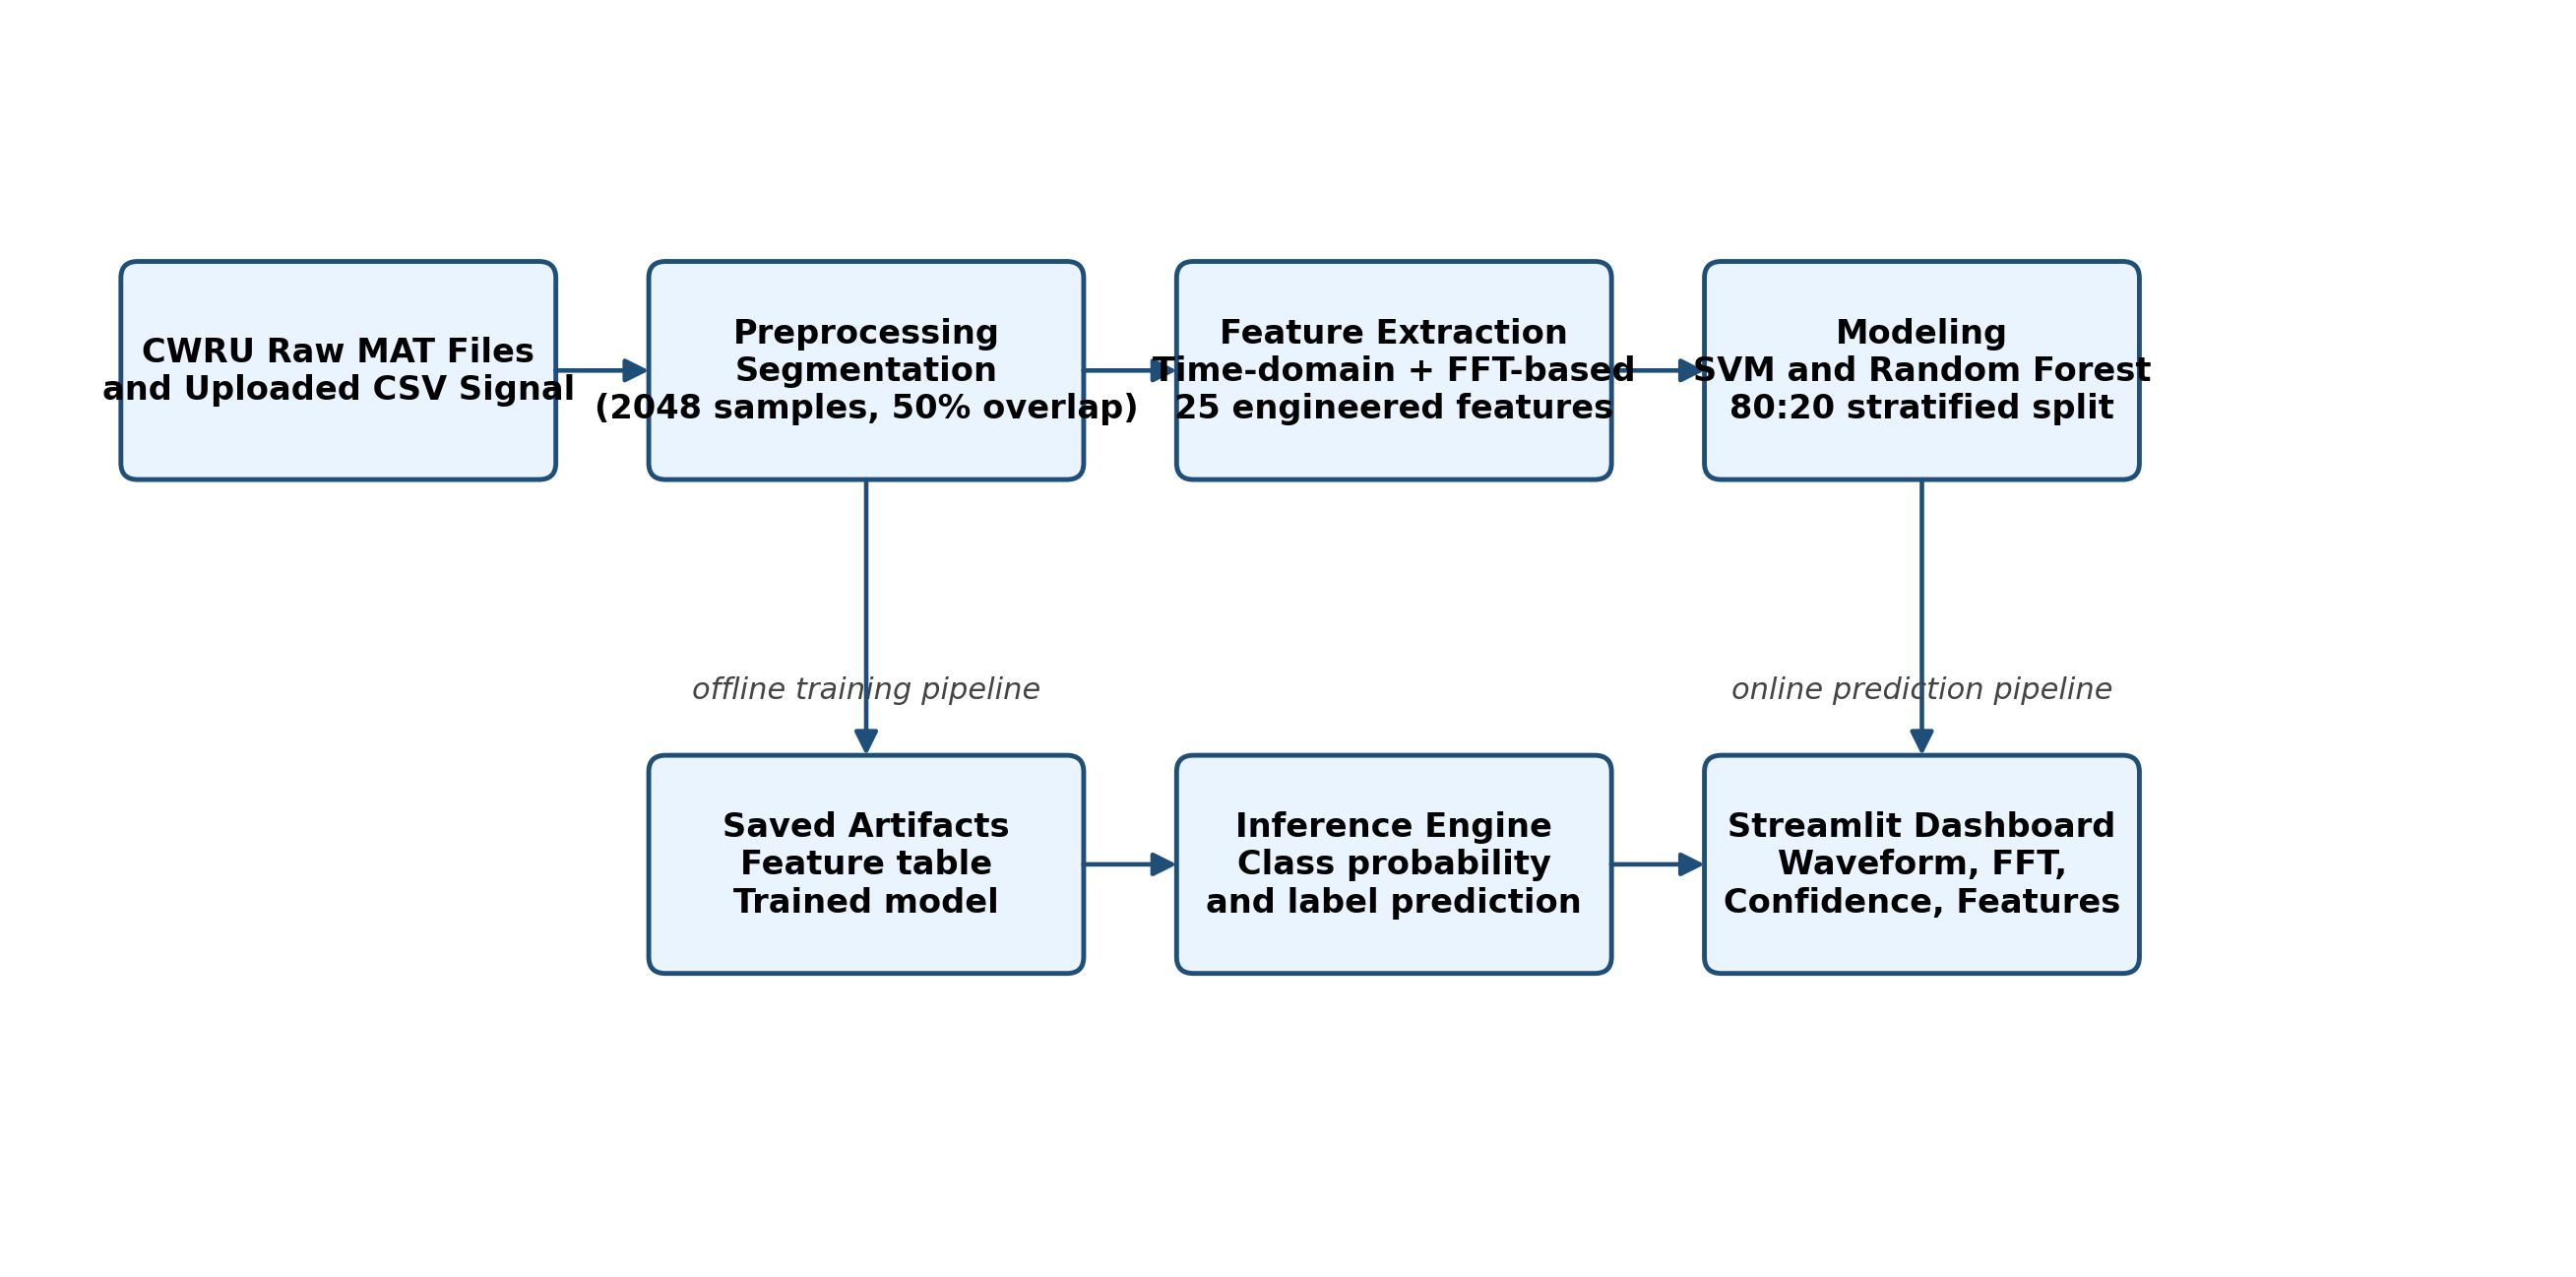 CWRU Raw MAT Files
and Uploaded CSV Signal
Preprocessing
Segmentation
(2048 samples, 50% overlap)
Feature Extraction
Time-domain + FFT-based
25 engineered features
Modeling
SVM and Random Forest
80:20 stratified split
offline training pipeline
online prediction pipeline
Saved Artifacts
Feature table
Trained model
Inference Engine
Class probability
and label prediction
Streamlit Dashboard
Waveform, FFT,
Confidence, Features